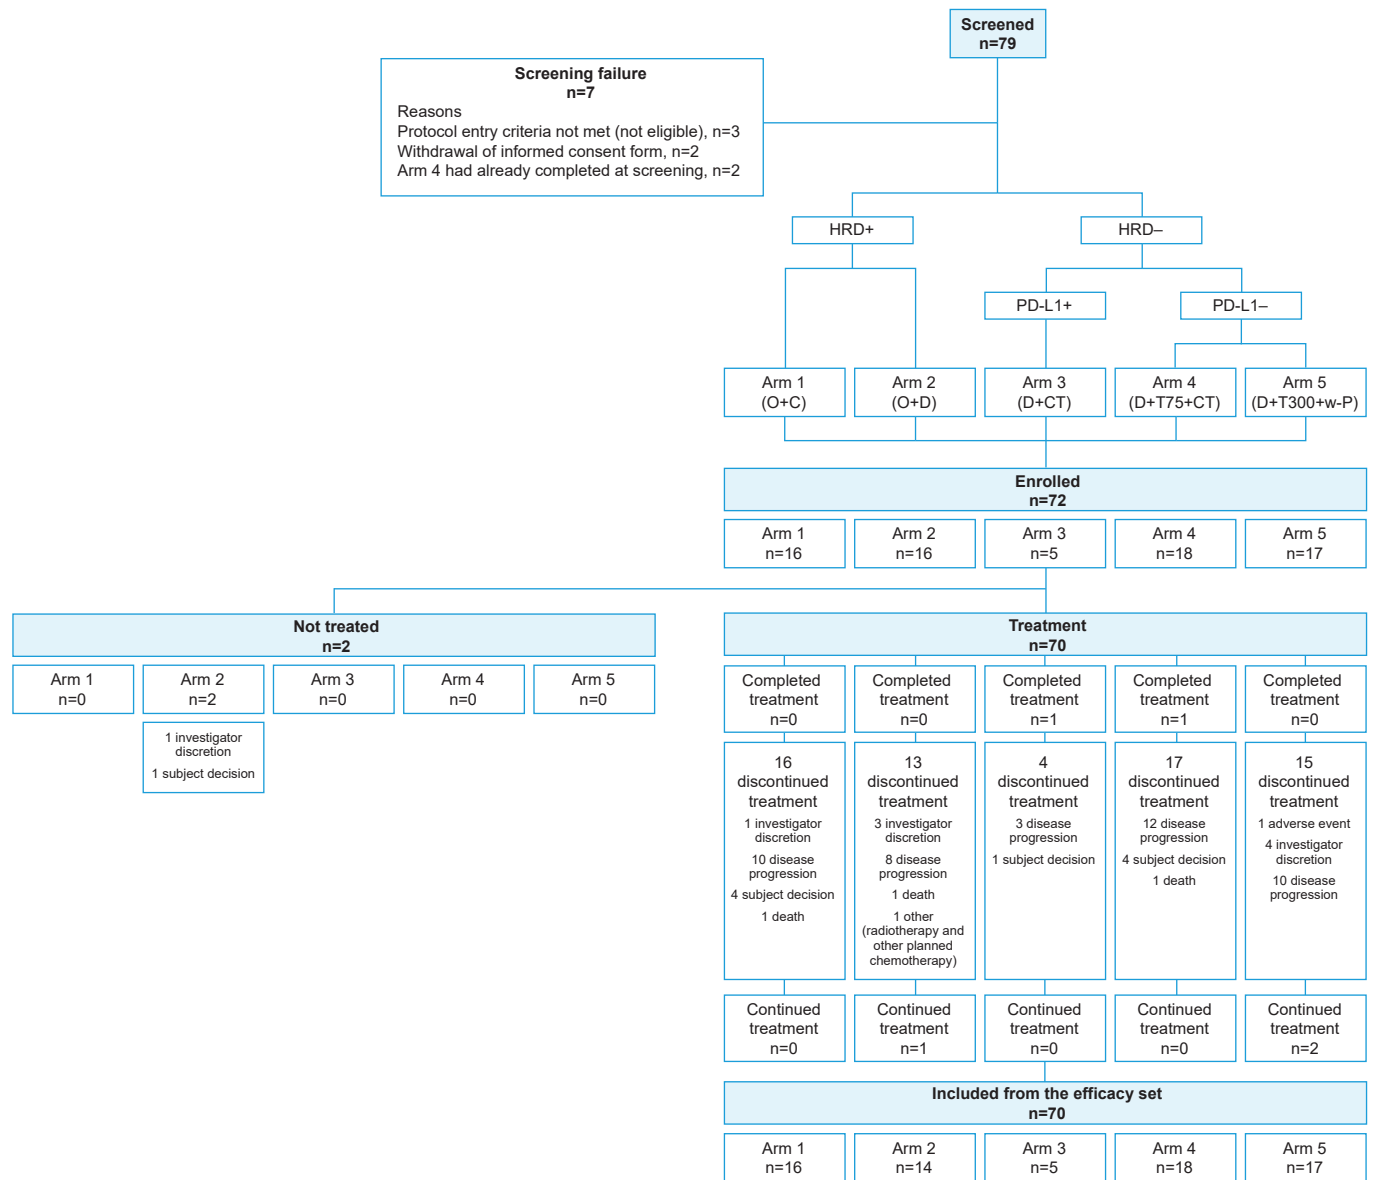 Screened
n=79
Screening failure
n=7
Reasons
Protocol entry criteria not met (not eligible), n=3
Withdrawal of informed consent form, n=2
Arm 4 had already completed at screening, n=2
HRD+
HRD–
PD-L1+
PD-L1–
Arm 1
(O+C)
Arm 2
(O+D)
Arm 3
(D+CT)
Arm 4
(D+T75+CT)
Arm 5
(D+T300+w-P)
Enrolled
n=72
Arm 1
n=16
Arm 2
n=16
Arm 3
n=5
Arm 4
n=18
Arm 5
n=17
Not treated
n=2
Arm 1
n=0
Arm 2
n=2
Arm 3
n=0
Arm 4
n=0
Arm 5
n=0
1 investigator
discretion
1 subject decision
Treatment
n=70
Completed
treatment
n=0
Completed
treatment
n=0
Completed
treatment
n=1
Completed
treatment
n=1
Completed
treatment
n=0
16
discontinued
treatment
1 investigator
discretion
10 disease
progression
4 subject decision
1 death
13
discontinued
treatment
3 investigator
discretion
8 disease
progression
1 death
1 other
(radiotherapy and
other planned
chemotherapy)
4
discontinued
treatment
3 disease
progression
1 subject decision
17
discontinued
treatment
12 disease
progression
4 subject decision
1 death
15
discontinued
treatment
1 adverse event
4 investigator
discretion
10 disease
progression
Continued
treatment
n=0
Continued
treatment
n=1
Continued
treatment
n=0
Continued
treatment
n=0
Continued
treatment
n=2
Included from the efficacy set
n=70
Arm 1
n=16
Arm 2
n=14
Arm 3
n=5
Arm 4
n=18
Arm 5
n=17